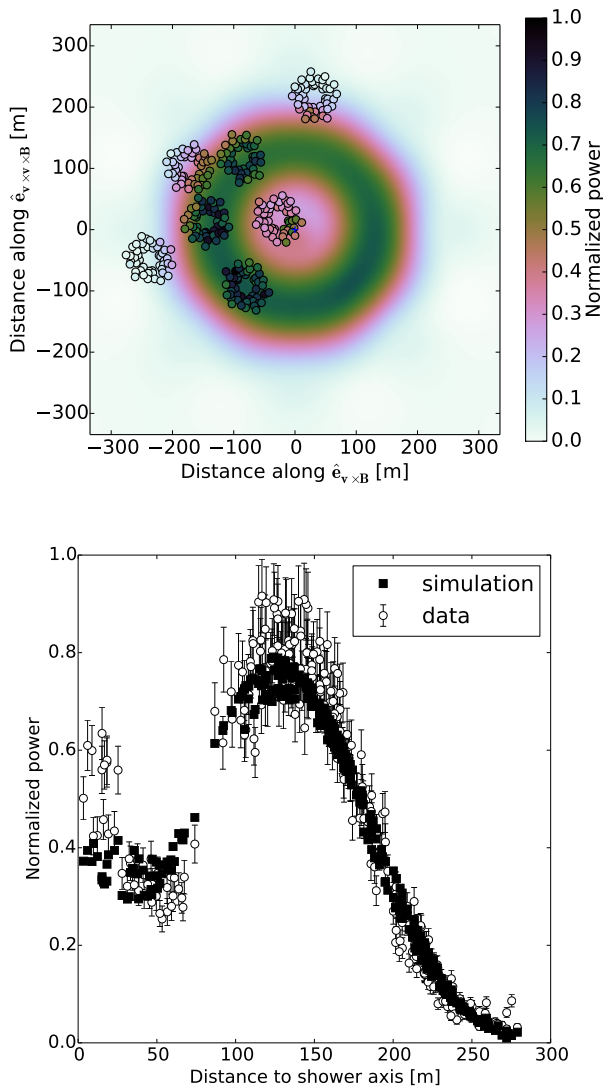 300
200
100
0
−100
−200
−300
Distance along ê_{v×v×B} [m]
−300 −200 −100 0 100 200 300
Distance along ê_{v×B} [m]
1.0
0.9
0.8
0.7
0.6
0.5
0.4
0.3
0.2
0.1
0.0
Normalized power
1.0
0.8
0.6
0.4
0.2
0.0
Normalized power
simulation
data
0 50 100 150 200 250 300
Distance to shower axis [m]